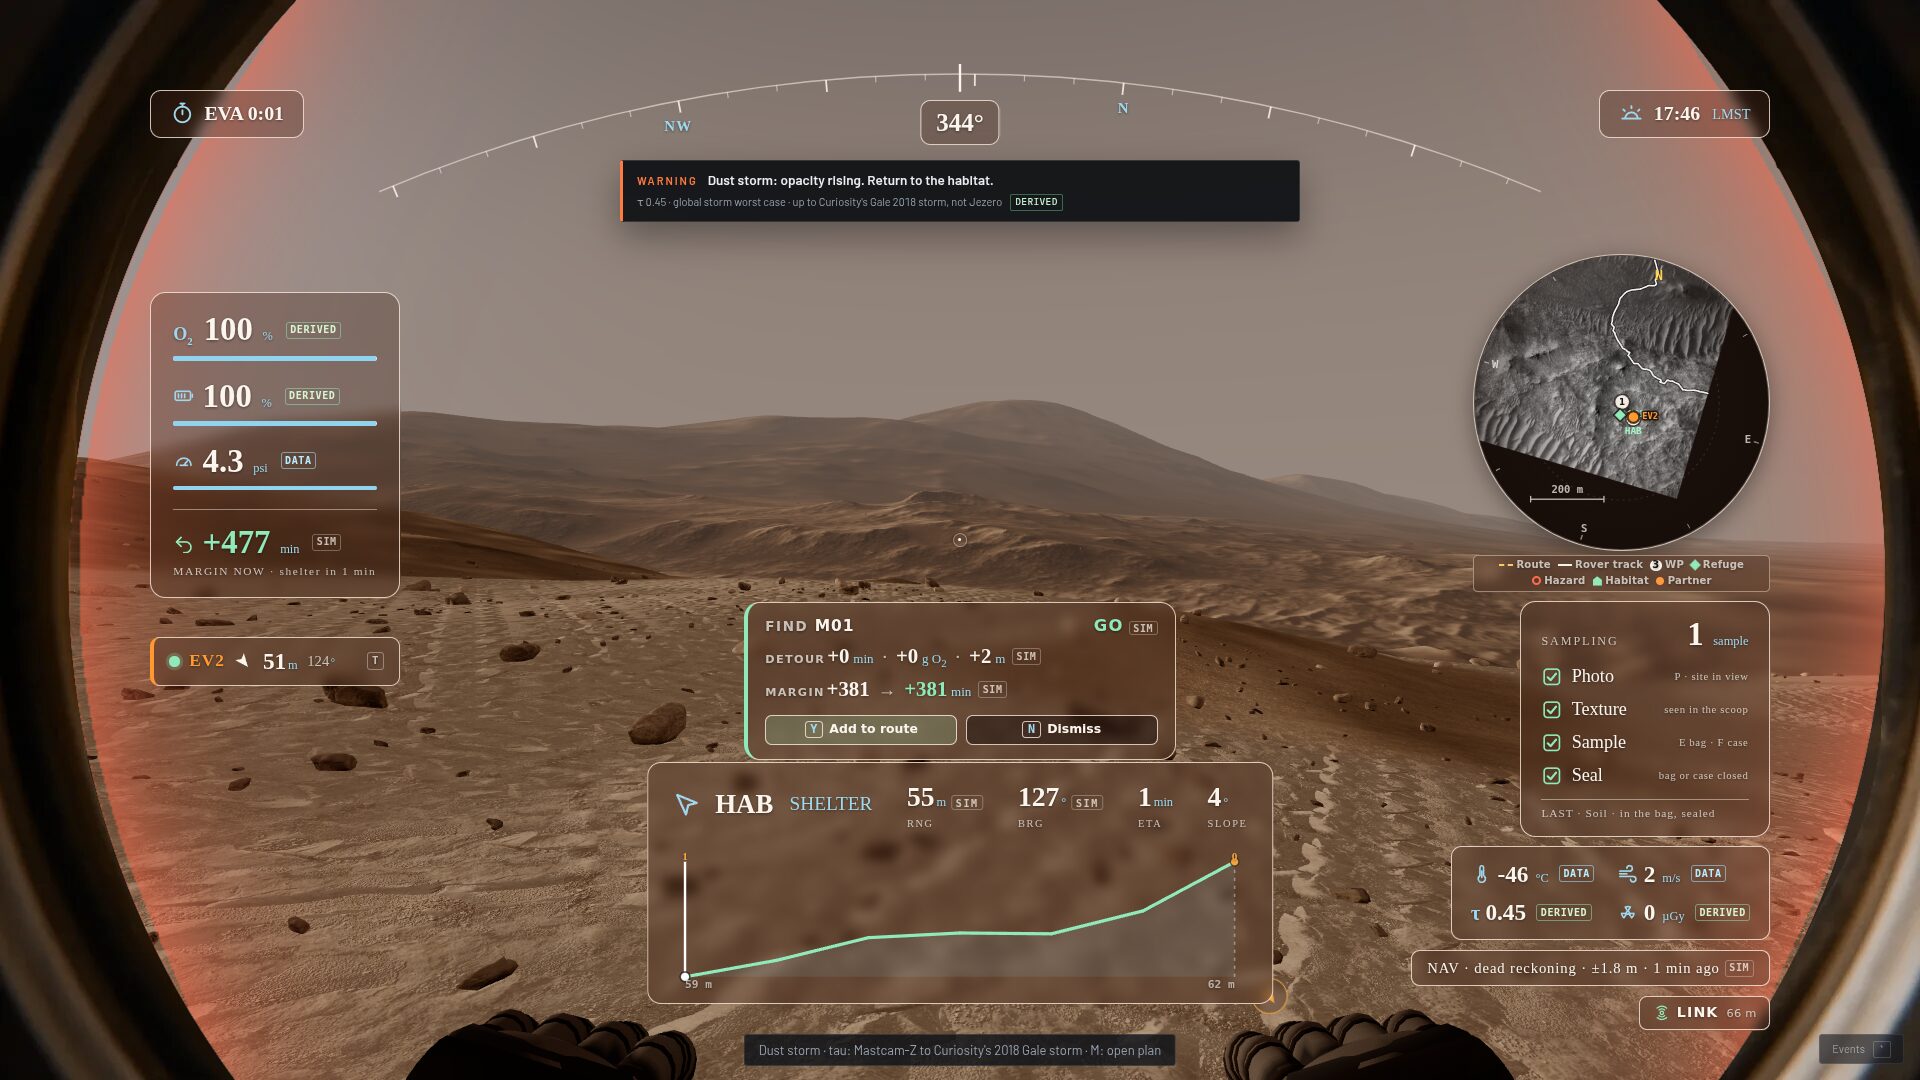 EVA 0:01
NW
344°
N
17:46 LMST
WARNING Dust storm: opacity rising. Return to the habitat.
τ 0.45 · global storm worst case · up to Curiosity's Gale 2018 storm, not Jezero DERIVED
O2 100 % DERIVED
100 % DERIVED
4.3 psi DATA
+477 min SIM
MARGIN NOW · shelter in 1 min
EV2 51 m 124° T
N
W
1
EV2
HAB
E
200 m
S
Route Rover track 3 WP Refuge
Hazard Habitat Partner
FIND M01 GO SIM
DETOUR +0 min · +0 g O2 · +2 m SIM
MARGIN +381 → +381 min SIM
Y Add to route
N Dismiss
HAB SHELTER 55 m SIM 127° SIM 1 min 4°
RNG BRG ETA SLOPE
1
59 m 62 m
SAMPLING 1 sample
Photo P · site in view
Texture seen in the scoop
Sample E bag · F case
Seal bag or case closed
LAST · Soil · in the bag, sealed
-46 °C DATA 2 m/s DATA
τ 0.45 DERIVED 0 µGy DERIVED
NAV · dead reckoning · ±1.8 m · 1 min ago SIM
LINK 66 m
Dust storm · tau: Mastcam-Z to Curiosity's 2018 Gale storm · M: open plan
Events